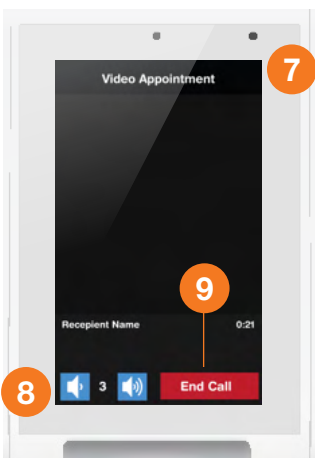 7
Video Appointment
9
Recepient Name 0:21
8 3 End Call